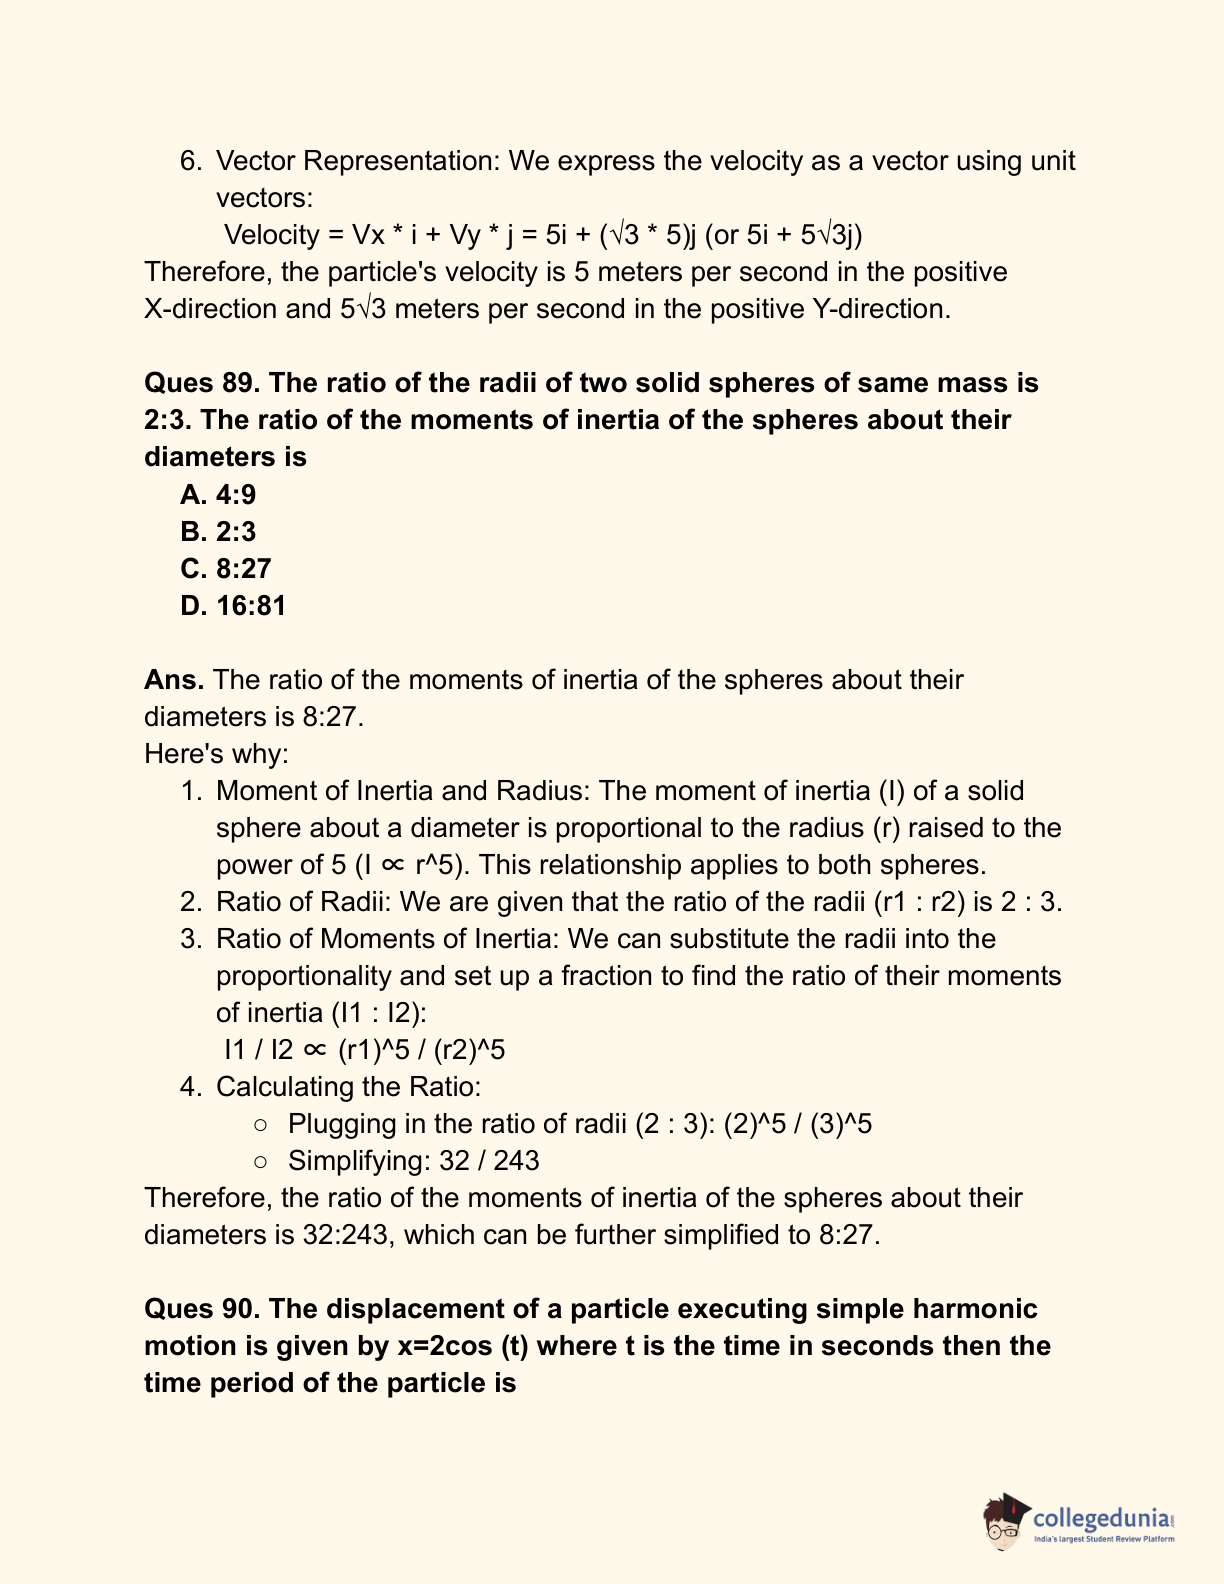 6. Vector Representation: We express the velocity as a vector using unit
vectors:
Velocity = Vx * i + Vy * j = 5i + (√3 * 5)j (or 5i + 5√3j)
Therefore, the particle's velocity is 5 meters per second in the positive
X-direction and 5√3 meters per second in the positive Y-direction.
Ques 89. The ratio of the radii of two solid spheres of same mass is
2:3. The ratio of the moments of inertia of the spheres about their
diameters is
A. 4:9
B. 2:3
C. 8:27
D. 16:81
Ans. The ratio of the moments of inertia of the spheres about their
diameters is 8:27.
Here's why:
1. Moment of Inertia and Radius: The moment of inertia (I) of a solid
sphere about a diameter is proportional to the radius (r) raised to the
power of 5 (I ∝ r^5). This relationship applies to both spheres.
2. Ratio of Radii: We are given that the ratio of the radii (r1 : r2) is 2 : 3.
3. Ratio of Moments of Inertia: We can substitute the radii into the
proportionality and set up a fraction to find the ratio of their moments
of inertia (I1 : I2):
I1 / I2 ∝ (r1)^5 / (r2)^5
4. Calculating the Ratio:
○ Plugging in the ratio of radii (2 : 3): (2)^5 / (3)^5
○ Simplifying: 32 / 243
Therefore, the ratio of the moments of inertia of the spheres about their
diameters is 32:243, which can be further simplified to 8:27.
Ques 90. The displacement of a particle executing simple harmonic
motion is given by x=2cos (t) where t is the time in seconds then the
time period of the particle is
collegedunia.com
India's largest Student Review Platform